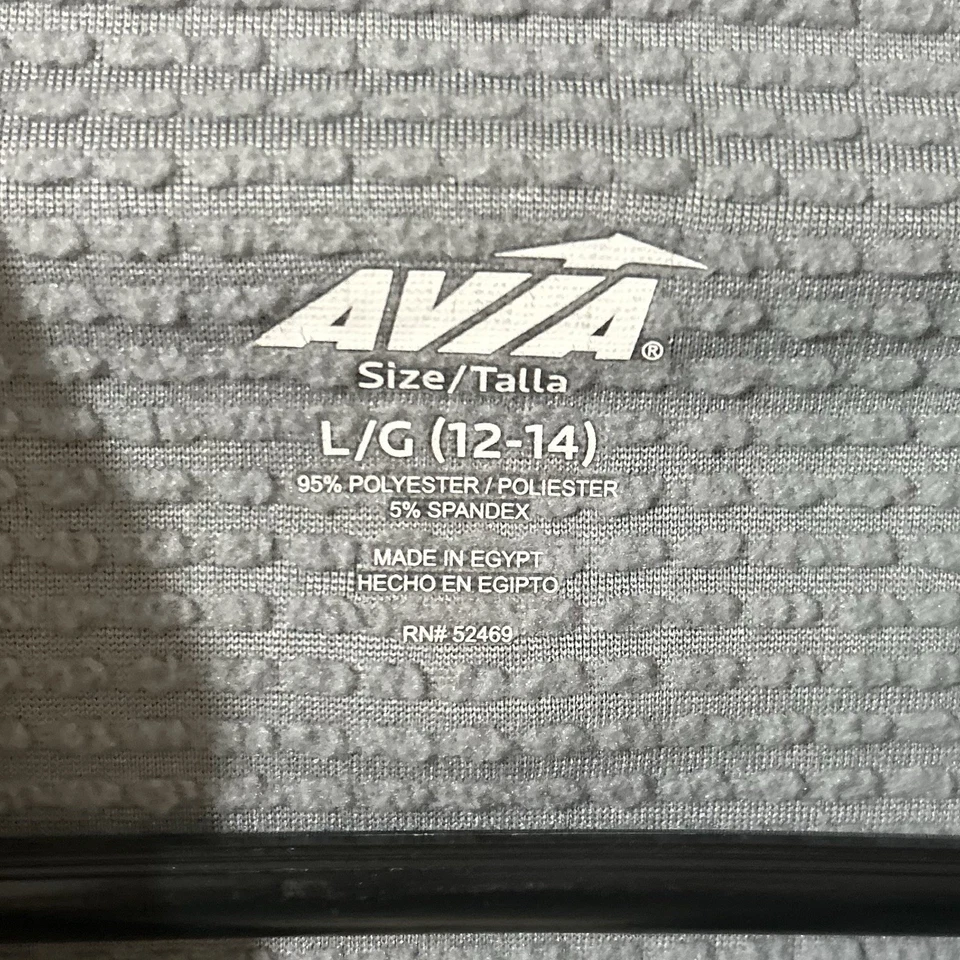 AVIA®
Size/Talla
L/G (12-14)
95% POLYESTER / POLIESTER
5% SPANDEX
MADE IN EGYPT
HECHO EN EGIPTO
RN# 52469